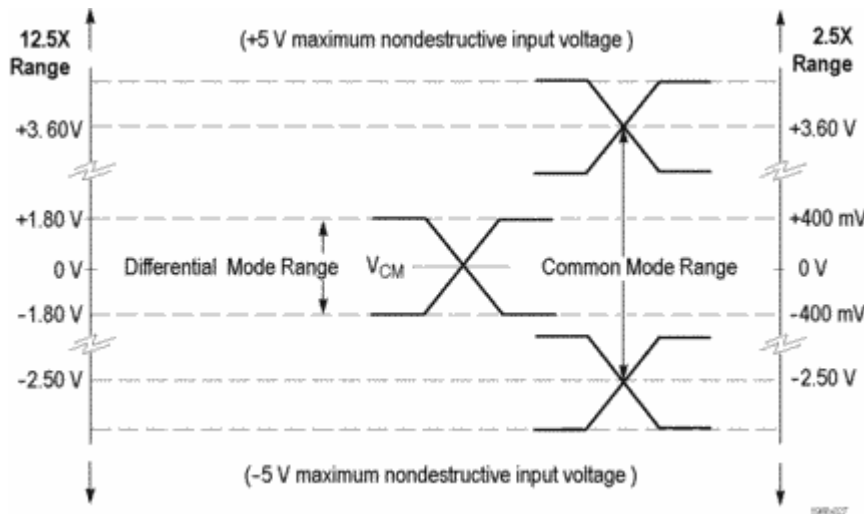 12.5X
Range
(+5 V maximum nondestructive input voltage )
2.5X
Range
+3.60V
+3.60 V
+1.80 V
+400 mV
0 V
Differential Mode Range
VCM
Common Mode Range
0 V
-1.80 V
-400 mV
-2.50 V
-2.50 V
(-5 V maximum nondestructive input voltage )